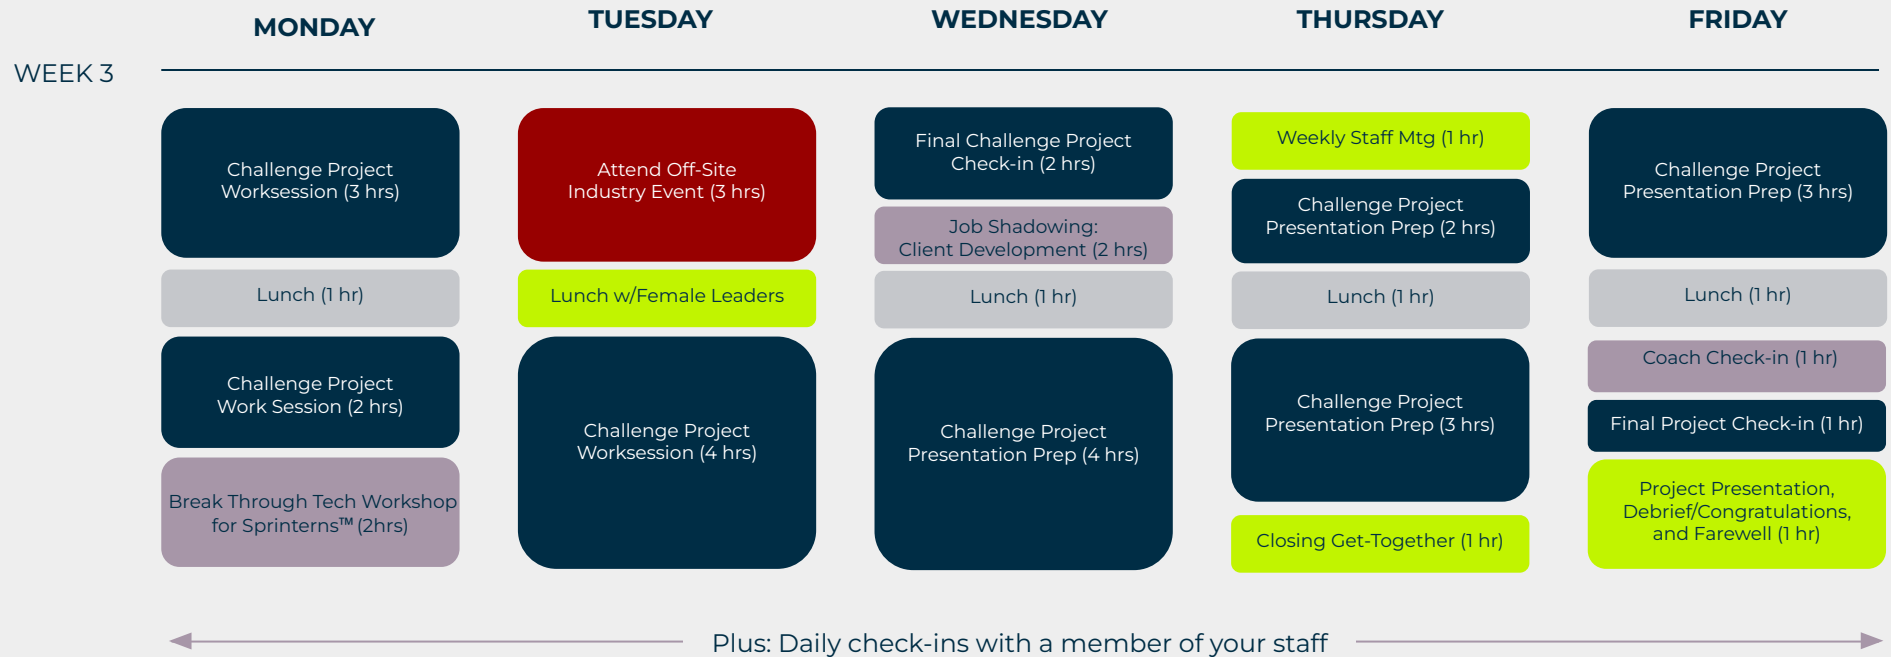 MONDAY
TUESDAY
WEDNESDAY
THURSDAY
FRIDAY
WEEK 3
Challenge Project
Worksession (3 hrs)
Lunch (1 hr)
Challenge Project
Work Session (2 hrs)
Break Through Tech Workshop
for Sprinterns™ (2hrs)
Attend Off-Site
Industry Event (3 hrs)
Lunch w/Female Leaders
Challenge Project
Worksession (4 hrs)
Final Challenge Project
Check-in (2 hrs)
Job Shadowing:
Client Development (2 hrs)
Lunch (1 hr)
Challenge Project
Presentation Prep (4 hrs)
Weekly Staff Mtg (1 hr)
Challenge Project
Presentation Prep (2 hrs)
Lunch (1 hr)
Challenge Project
Presentation Prep (3 hrs)
Closing Get-Together (1 hr)
Challenge Project
Presentation Prep (3 hrs)
Lunch (1 hr)
Coach Check-in (1 hr)
Final Project Check-in (1 hr)
Project Presentation,
Debrief/Congratulations,
and Farewell (1 hr)
Plus: Daily check-ins with a member of your staff